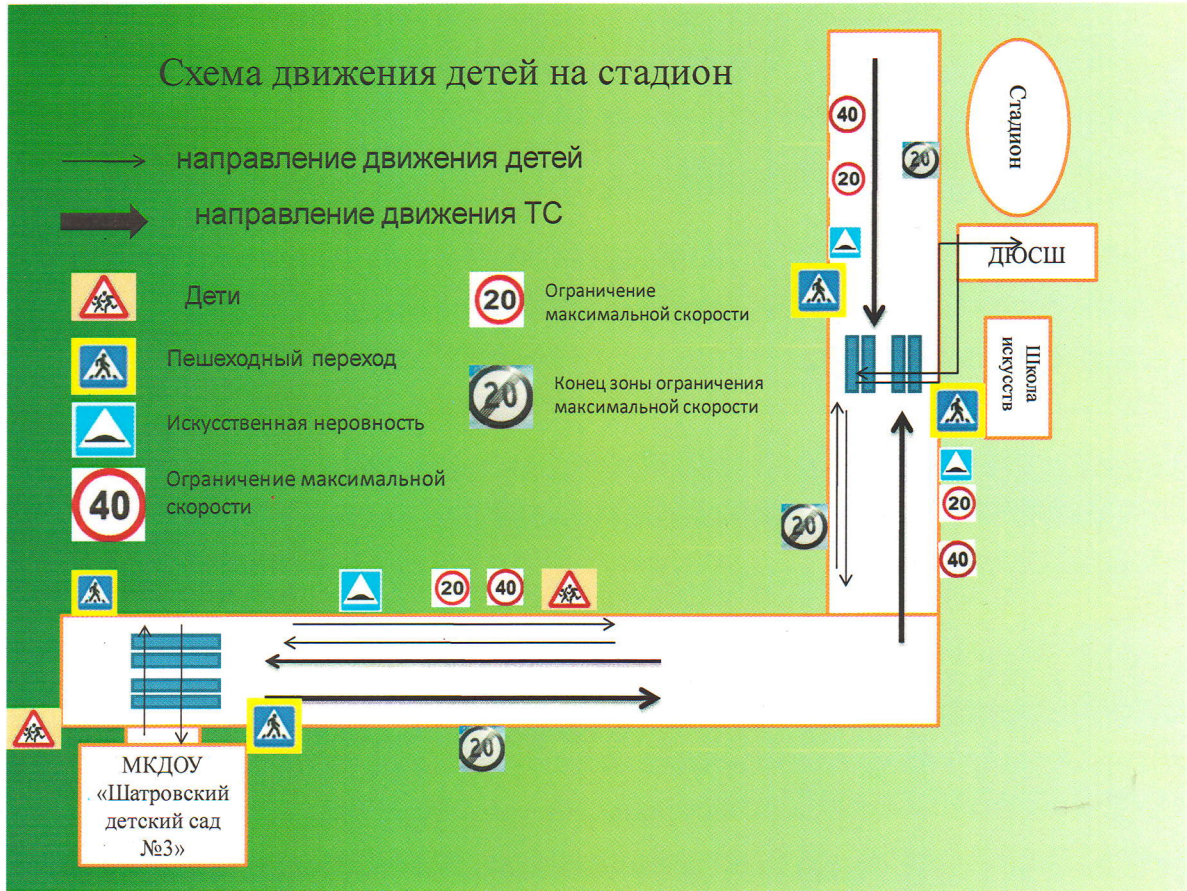 Схема движения детей на стадион
направление движения детей
направление движения ТС
Дети
Пешеходный переход
Искусственная неровность
40
Ограничение максимальной
скорости
20
Ограничение
максимальной скорости
20
Конец зоны ограничения
максимальной скорости
40
20
20
Стадион
ДЮСШ
Школа
искусств
20
40
20
20
40
20
МКДОУ
«Шатровский
детский сад
№3»